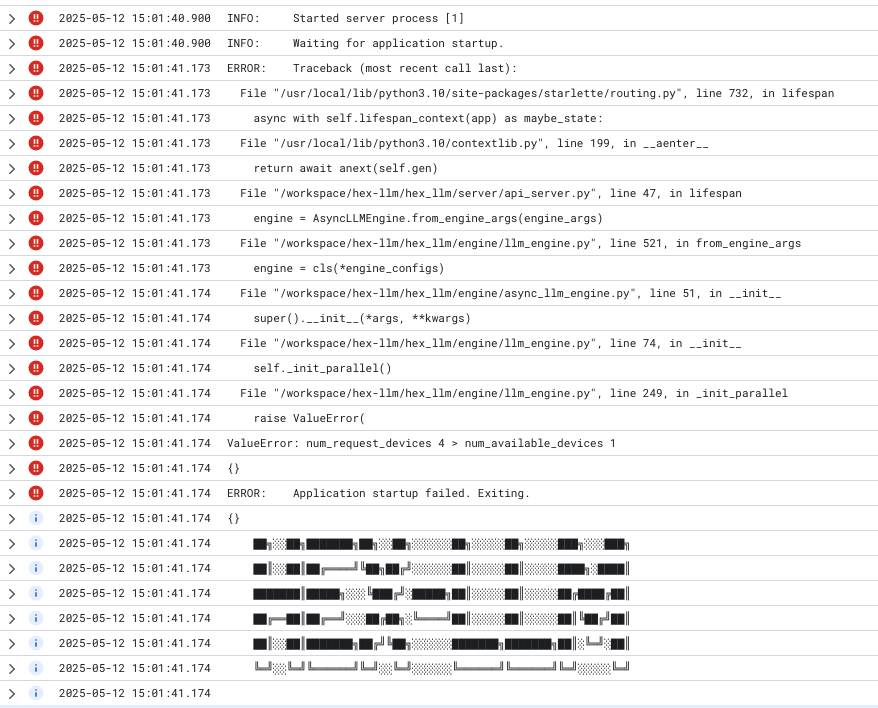 2025-05-12 15:01:40.900 INFO: Started server process [1]
2025-05-12 15:01:40.900 INFO: Waiting for application startup.
2025-05-12 15:01:41.173 ERROR: Traceback (most recent call last):
2025-05-12 15:01:41.173 File "/usr/local/lib/python3.10/site-packages/starlette/routing.py", line 732, in lifespan
2025-05-12 15:01:41.173 async with self.lifespan_context(app) as maybe_state:
2025-05-12 15:01:41.173 File "/usr/local/lib/python3.10/contextlib.py", line 199, in __aenter__
2025-05-12 15:01:41.173 return await anext(self.gen)
2025-05-12 15:01:41.173 File "/workspace/hex-llm/hex_llm/server/api_server.py", line 47, in lifespan
2025-05-12 15:01:41.173 engine = AsyncLLMEngine.from_engine_args(engine_args)
2025-05-12 15:01:41.173 File "/workspace/hex-llm/hex_llm/engine/llm_engine.py", line 521, in from_engine_args
2025-05-12 15:01:41.173 engine = cls(*engine_configs)
2025-05-12 15:01:41.174 File "/workspace/hex-llm/hex_llm/engine/async_llm_engine.py", line 51, in __init__
2025-05-12 15:01:41.174 super().__init__(*args, **kwargs)
2025-05-12 15:01:41.174 File "/workspace/hex-llm/hex_llm/engine/llm_engine.py", line 74, in __init__
2025-05-12 15:01:41.174 self._init_parallel()
2025-05-12 15:01:41.174 File "/workspace/hex-llm/hex_llm/engine/llm_engine.py", line 249, in _init_parallel
2025-05-12 15:01:41.174 raise ValueError(
2025-05-12 15:01:41.174 ValueError: num_request_devices 4 > num_available_devices 1
2025-05-12 15:01:41.174 {}
2025-05-12 15:01:41.174 ERROR: Application startup failed. Exiting.
2025-05-12 15:01:41.174 {}
2025-05-12 15:01:41.174 ██╗░░██╗███████╗██╗░░██╗░░░░░░██╗░░░░░██╗░░░░░███╗░░░███╗
2025-05-12 15:01:41.174 ██║░░██║██╔════╝╚██╗██╔╝░░░░░░██║░░░░░██║░░░░░████╗░████║
2025-05-12 15:01:41.174 ███████║█████╗░░░╚███╔╝░█████╗██║░░░░░██║░░░░░██╔████╔██║
2025-05-12 15:01:41.174 ██╔══██║██╔══╝░░░██╔██╗░╚════╝██║░░░░░██║░░░░░██║╚██╔╝██║
2025-05-12 15:01:41.174 ██║░░██║███████╗██╔╝╚██╗░░░░░░███████╗███████╗██║░╚═╝░██║
2025-05-12 15:01:41.174 ╚═╝░░╚═╝╚══════╝╚═╝░░╚═╝░░░░░░╚══════╝╚══════╝╚═╝░░░░░╚═╝
2025-05-12 15:01:41.174